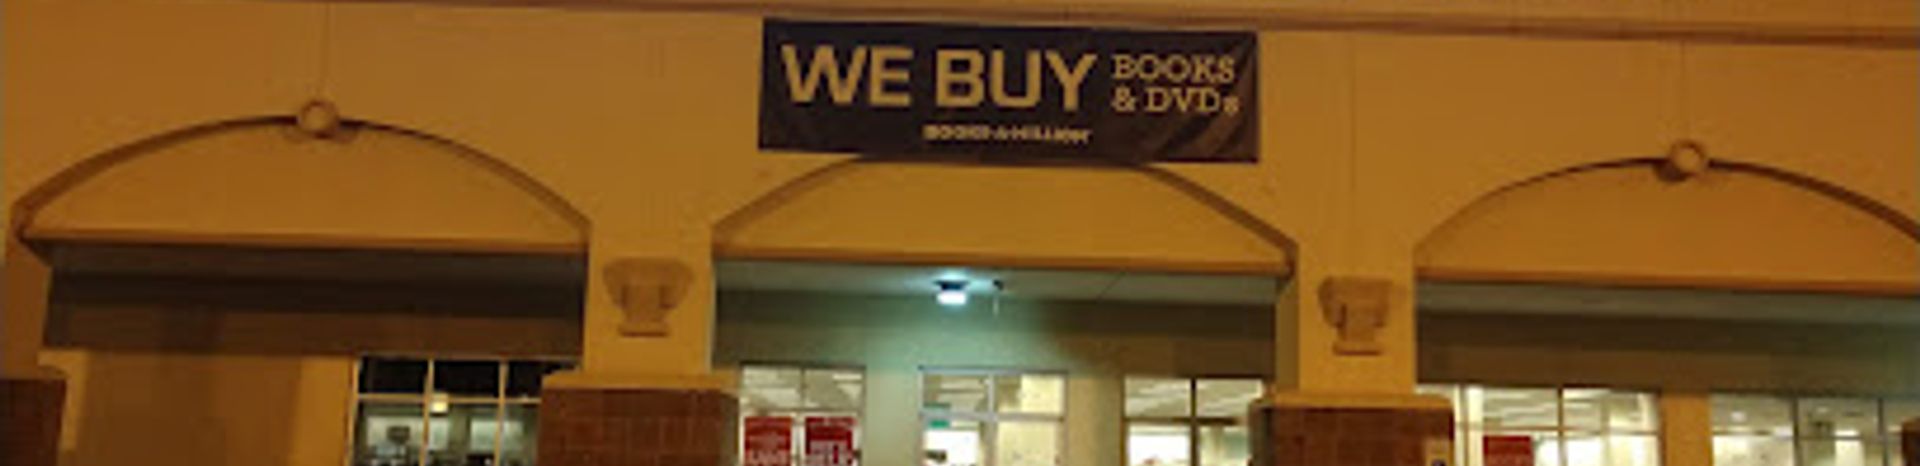 WE BUY BOOKS
& DVDs
BOOKS-A-MILLION